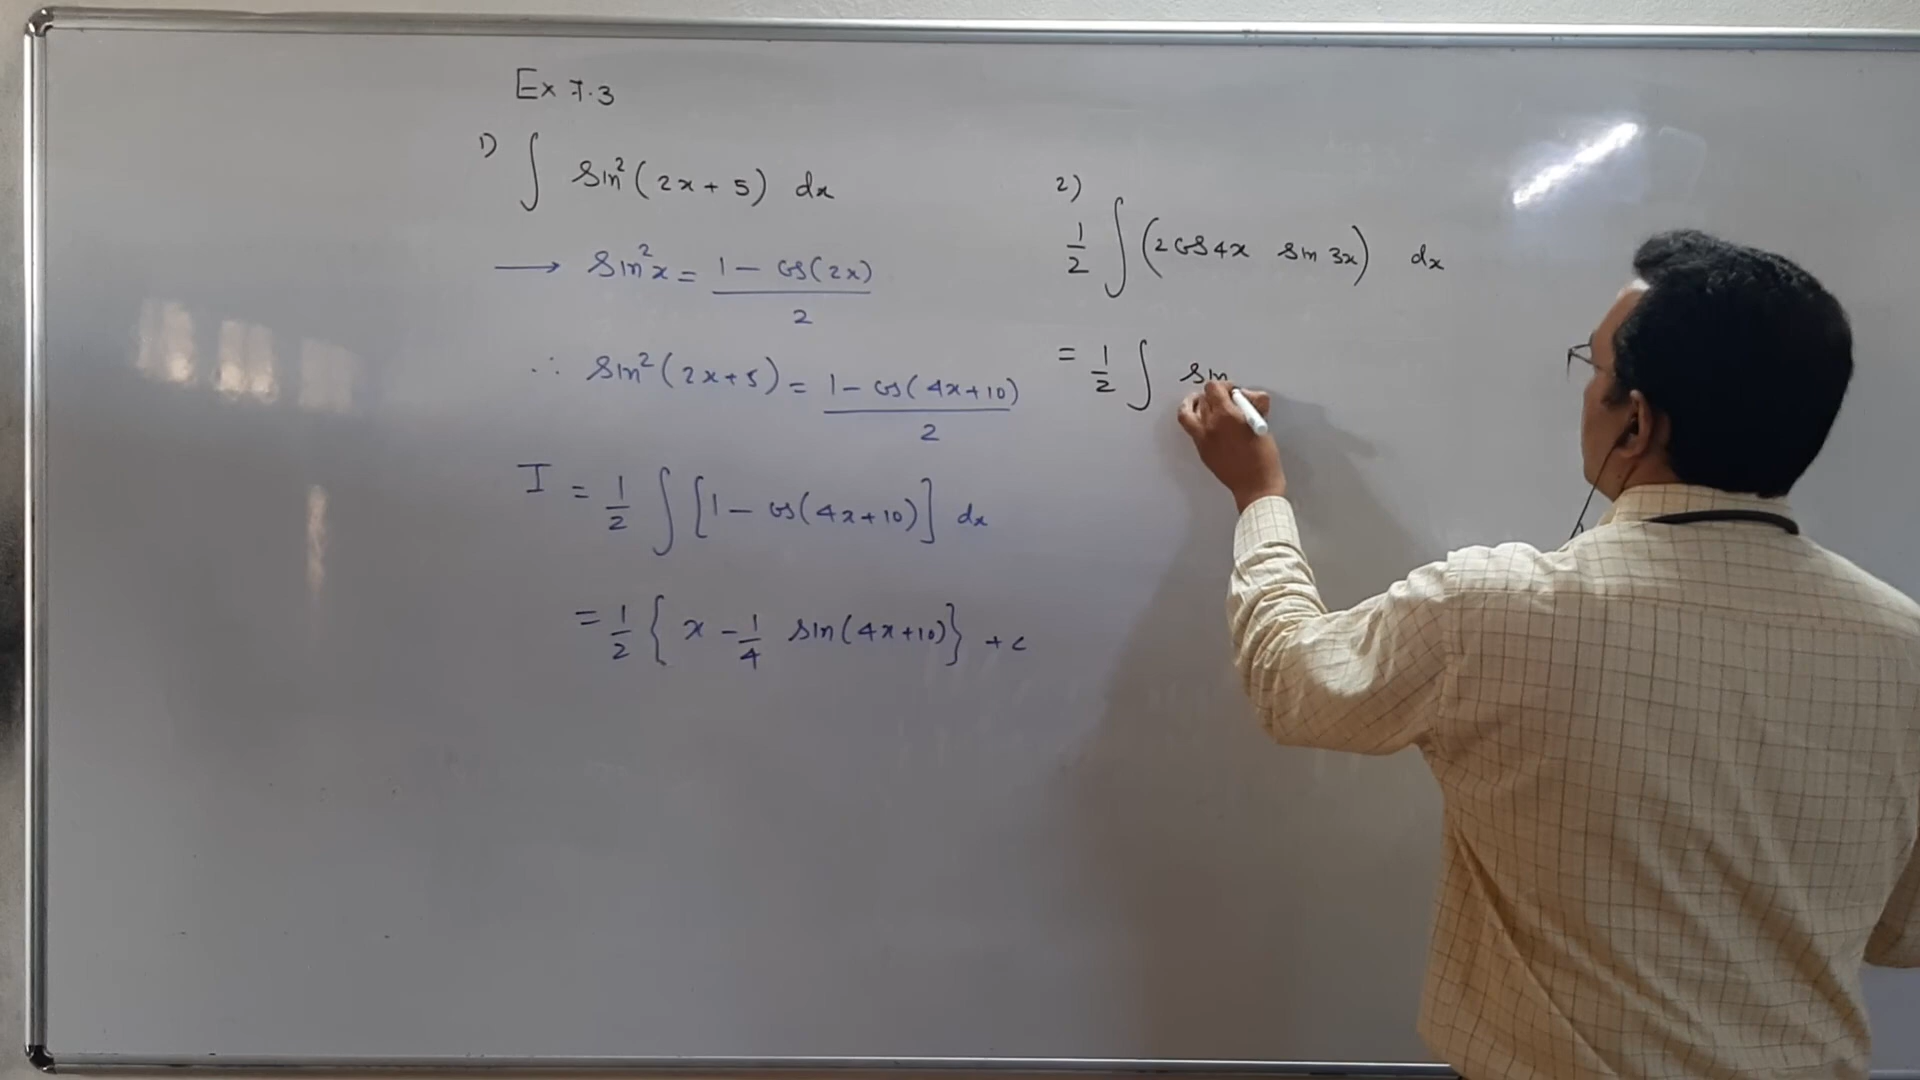 Ex 7.3
1) ∫ sin²(2x+5) dx
→ sin²x = (1 − cos(2x))/2
∴ sin²(2x+5) = (1 − cos(4x+10))/2
I = 1/2 ∫ [1 − cos(4x+10)] dx
= 1/2 { x − 1/4 sin(4x+10) } + c
2)
1/2 ∫ (2 cos 4x sin 3x) dx
= 1/2 ∫ sin